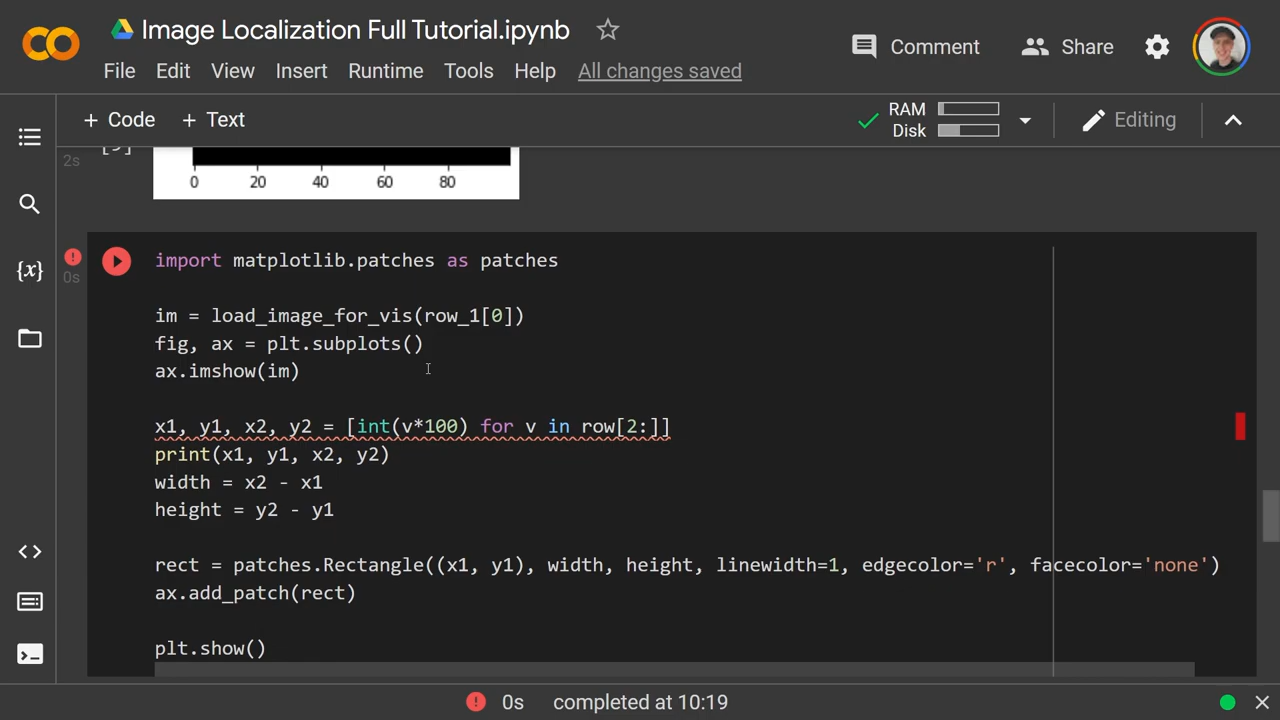 Image Localization Full Tutorial.ipynb
Comment
Share
File Edit View Insert Runtime Tools Help All changes saved
+ Code + Text
RAM
Disk
Editing
2s
0 20 40 60 80
0s
import matplotlib.patches as patches
im = load_image_for_vis(row_1[0])
fig, ax = plt.subplots()
ax.imshow(im)
x1, y1, x2, y2 = [int(v*100) for v in row[2:]]
print(x1, y1, x2, y2)
width = x2 - x1
height = y2 - y1
rect = patches.Rectangle((x1, y1), width, height, linewidth=1, edgecolor='r', facecolor='none')
ax.add_patch(rect)
plt.show()
0s completed at 10:19